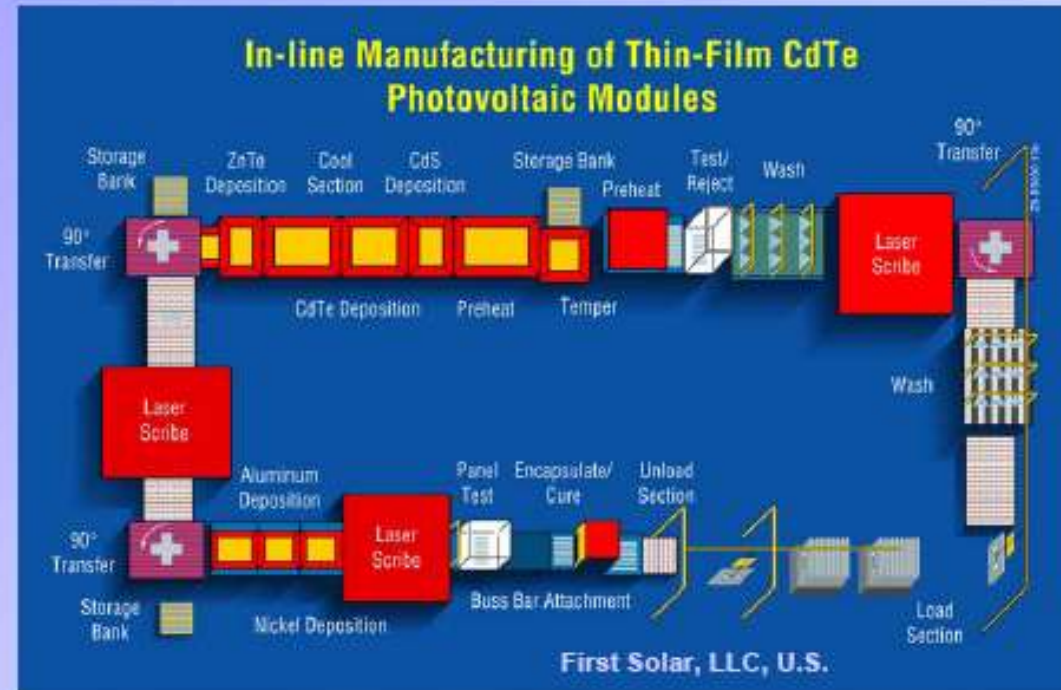 In-line Manufacturing of Thin-Film CdTe
Photovoltaic Modules
90°
Transfer
Storage
Bank
ZnTe
Deposition
Cool
Section
CdS
Deposition
Storage Bank
Preheat
Test/
Reject
Wash
90°
Transfer
Laser
Scribe
CdTe Deposition
Preheat
Temper
Wash
Laser
Scribe
Aluminum
Deposition
Panel
Test
Encapsulate/
Cure
Unload
Section
90°
Transfer
Laser
Scribe
Storage
Bank
Nickel Deposition
Buss Bar Attachment
Load
Section
First Solar, LLC, U.S.